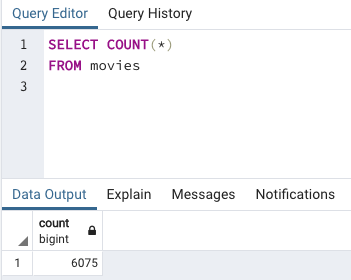 Query Editor Query History
1 SELECT COUNT(*)
2 FROM movies
3
Data Output Explain Messages Notifications
count
bigint
1 6075